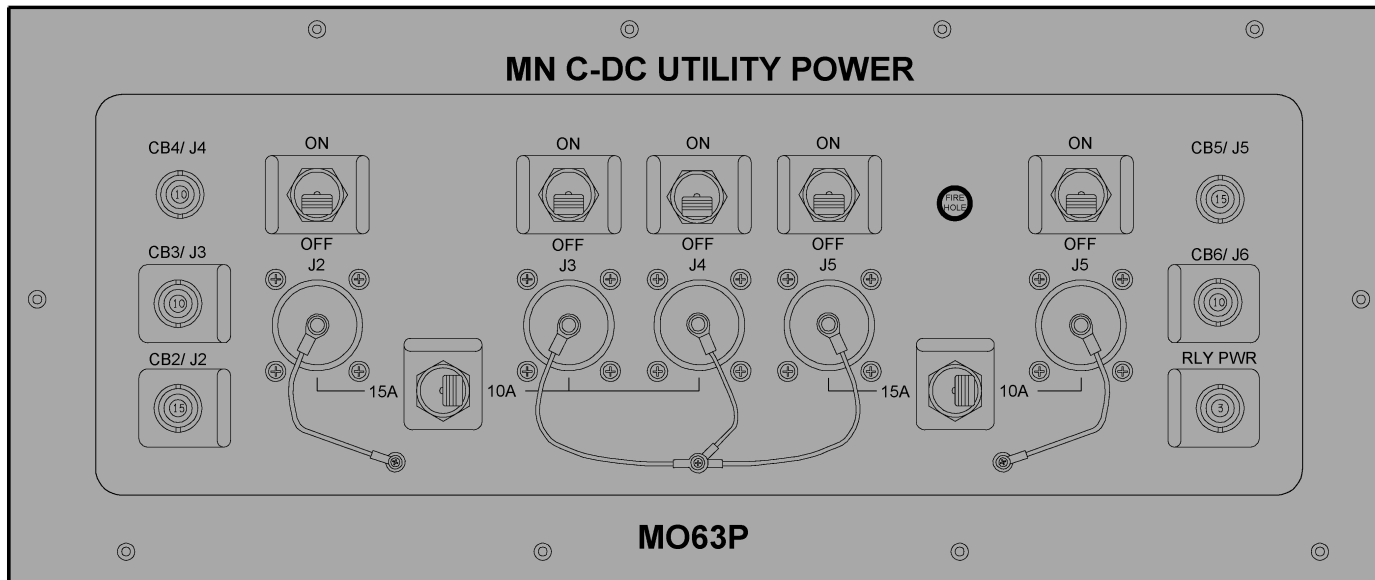 MN C-DC UTILITY POWER
CB4/ J4
ON
ON
ON
ON
ON
CB5/ J5
10
FIRE
HOLE
15
OFF
OFF
OFF
OFF
OFF
CB3/ J3
J2
J3
J4
J5
J5
CB6/ J6
10
10
CB2/ J2
RLY PWR
15A
10A
15A
10A
15
3
MO63P